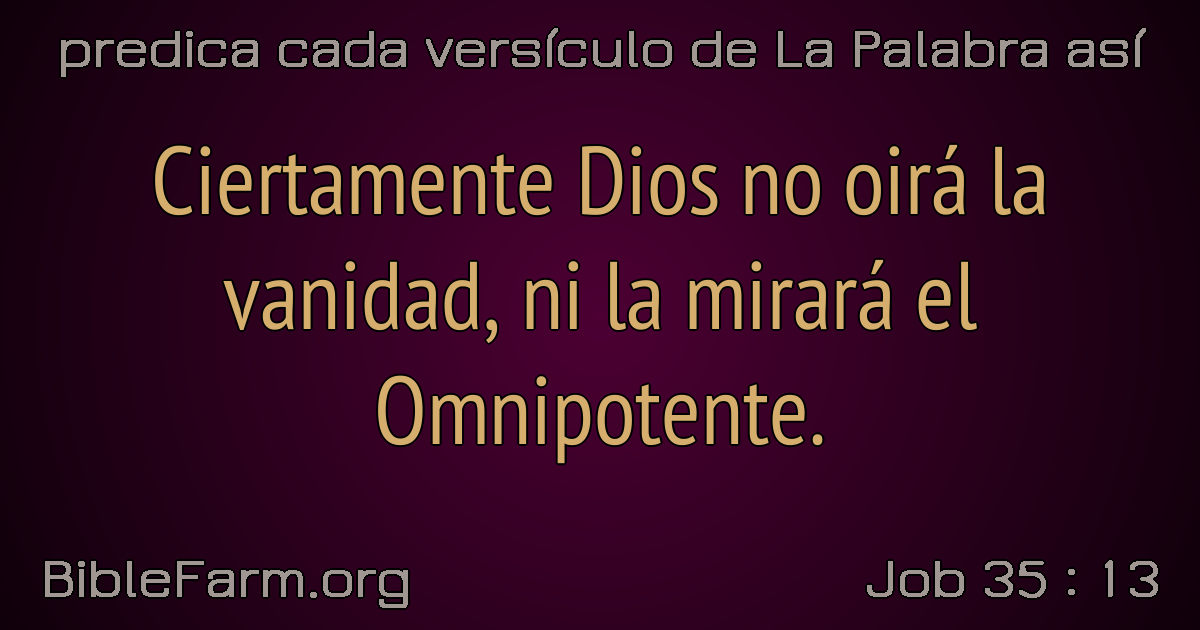 predica cada versículo de La Palabra así
Ciertamente Dios no oirá la
vanidad, ni la mirará el
Omnipotente.
BibleFarm.org
Job 35 : 13